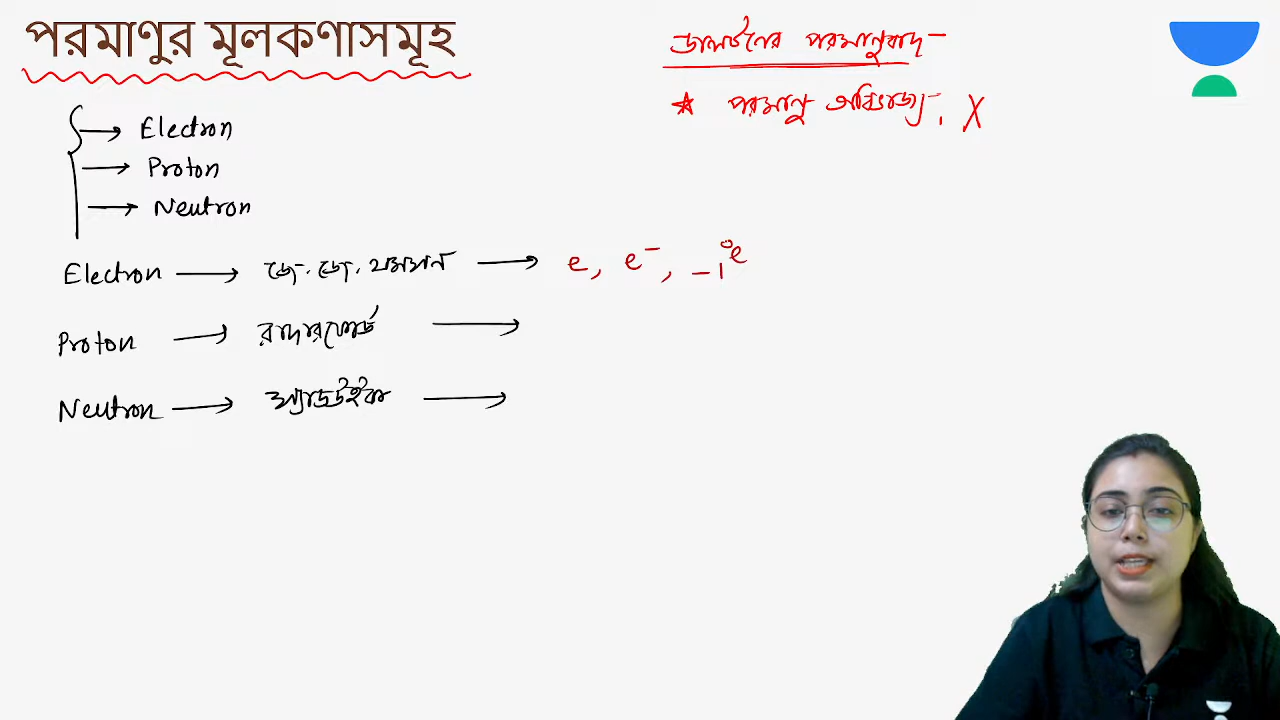 পরমাণুর মূলকণাসমূহ
ডালটনের পরমাণুবাদ-
★ পরমাণু অবিভাজ্য, X
→ Electron
→ Proton
→ Neutron
Electron → জে. জে. থমসন → e, e⁻, ₋₁⁰e
Proton → রাদারফোর্ড →
Neutron → চ্যাডউইক →